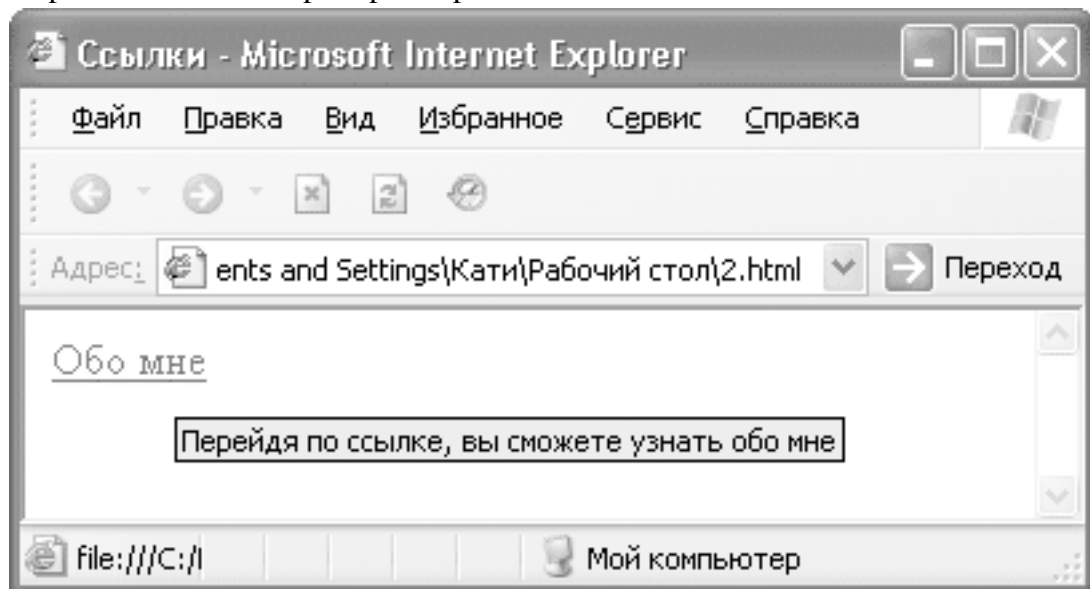 Ссылки - Microsoft Internet Explorer
Файл Правка Вид Избранное Сервис Справка
Адрес: ents and Settings\Кати\Рабочий стол\2.html Переход
Обо мне
Перейдя по ссылке, вы сможете узнать обо мне
file:///C:/ Мой компьютер